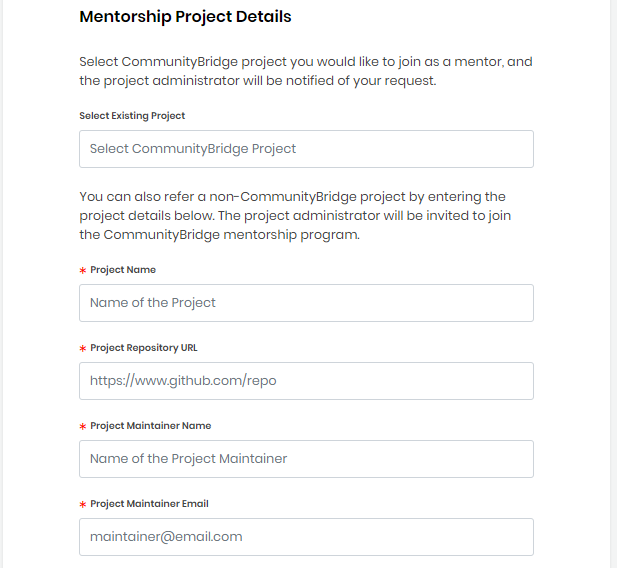 Mentorship Project Details
Select CommunityBridge project you would like to join as a mentor, and
the project administrator will be notified of your request.
Select Existing Project
Select CommunityBridge Project
You can also refer a non-CommunityBridge project by entering the
project details below. The project administrator will be invited to join
the CommunityBridge mentorship program.
* Project Name
Name of the Project
* Project Repository URL
https://www.github.com/repo
* Project Maintainer Name
Name of the Project Maintainer
* Project Maintainer Email
maintainer@email.com